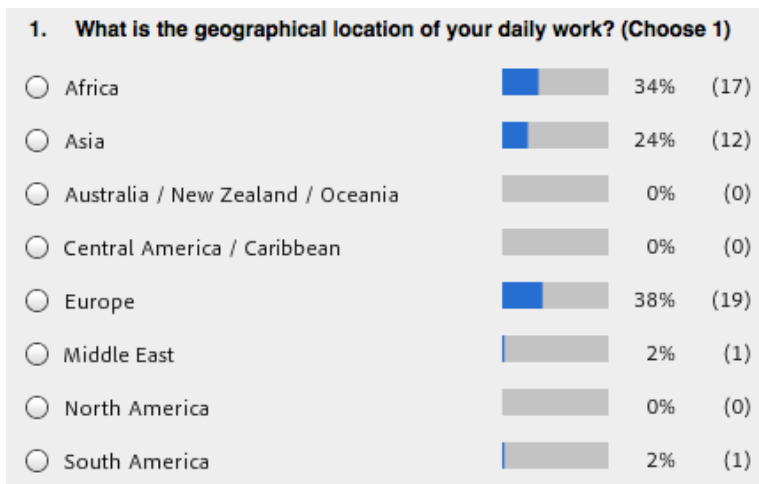 1. What is the geographical location of your daily work? (Choose 1)
Africa 34% (17)
Asia 24% (12)
Australia / New Zealand / Oceania 0% (0)
Central America / Caribbean 0% (0)
Europe 38% (19)
Middle East 2% (1)
North America 0% (0)
South America 2% (1)